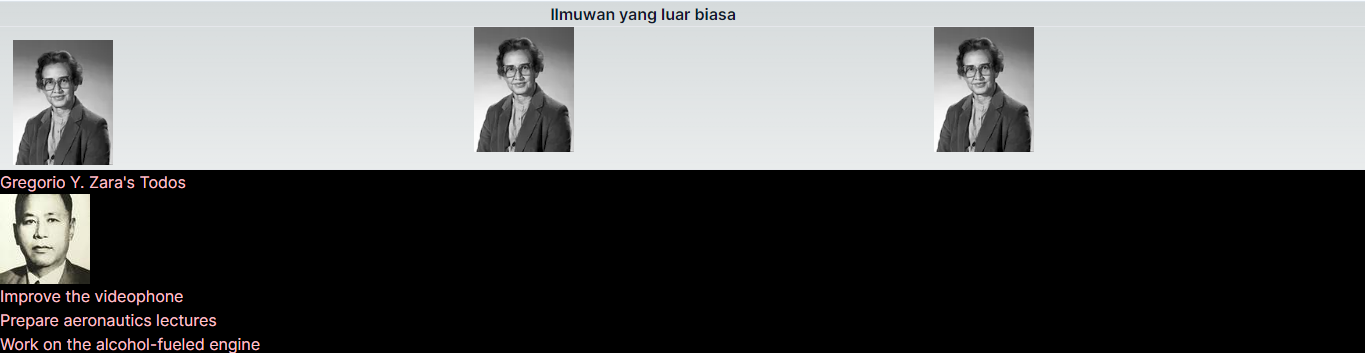 Ilmuwan yang luar biasa
Gregorio Y. Zara's Todos
Improve the videophone
Prepare aeronautics lectures
Work on the alcohol-fueled engine